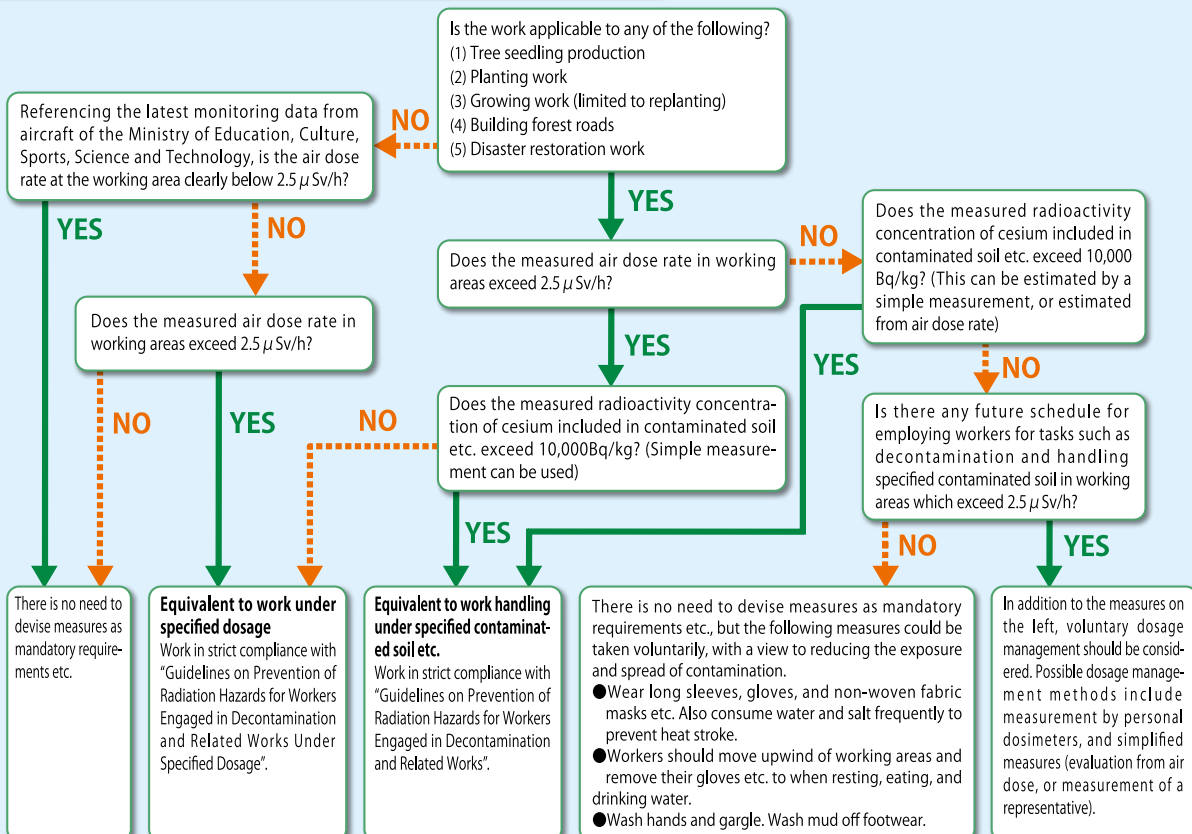 Is the work applicable to any of the following?
(1) Tree seedling production
(2) Planting work
(3) Growing work (limited to replanting)
(4) Building forest roads
(5) Disaster restoration work
NO
Referencing the latest monitoring data from
aircraft of the Ministry of Education, Culture,
Sports, Science and Technology, is the air dose
rate at the working area clearly below 2.5 μ Sv/h?
YES
NO
YES
Does the measured air dose rate in working
areas exceed 2.5 μ Sv/h?
NO
Does the measured radioactivity
concentration of cesium included in
contaminated soil etc. exceed 10,000
Bq/kg? (This can be estimated by a
simple measurement, or estimated
from air dose rate)
Does the measured air dose rate in
working areas exceed 2.5 μ Sv/h?
YES
YES
NO
NO
YES
NO
Does the measured radioactivity concentra-
tion of cesium included in contaminated soil
etc. exceed 10,000Bq/kg? (Simple measure-
ment can be used)
Is there any future schedule for
employing workers for tasks such as
decontamination and handling
specified contaminated soil in working
areas which exceed 2.5 μ Sv/h?
YES
NO
YES
There is no need to
devise measures as
mandatory require-
ments etc.
Equivalent to work under
specified dosage
Work in strict compliance with
"Guidelines on Prevention of
Radiation Hazards for Workers
Engaged in Decontamination
and Related Works Under
Specified Dosage".
Equivalent to work handling
under specified contaminat-
ed soil etc.
Work in strict compliance with
"Guidelines on Prevention of
Radiation Hazards for Workers
Engaged in Decontamination
and Related Works".
There is no need to devise measures as mandatory
requirements etc., but the following measures could be
taken voluntarily, with a view to reducing the exposure
and spread of contamination.
●Wear long sleeves, gloves, and non-woven fabric
masks etc. Also consume water and salt frequently to
prevent heat stroke.
●Workers should move upwind of working areas and
remove their gloves etc. to when resting, eating, and
drinking water.
●Wash hands and gargle. Wash mud off footwear.
In addition to the measures on
the left, voluntary dosage
management should be consid-
ered. Possible dosage manage-
ment methods include
measurement by personal
dosimeters, and simplified
measures (evaluation from air
dose, or measurement of a
representative).